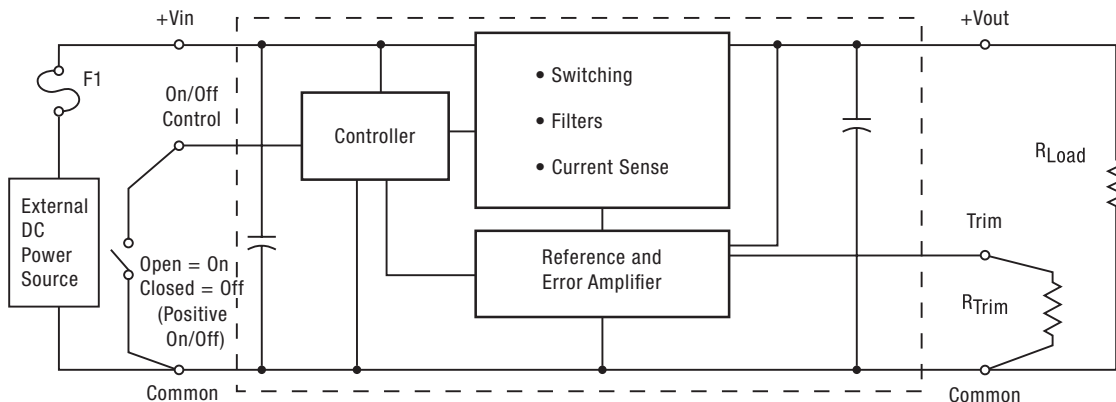 +Vin
+Vout
F1
On/Off
Control
Controller
• Switching
• Filters
• Current Sense
RLoad
External
DC
Power
Source
Open = On
Closed = Off
(Positive
On/Off)
Reference and
Error Amplifier
Trim
RTrim
Common
Common